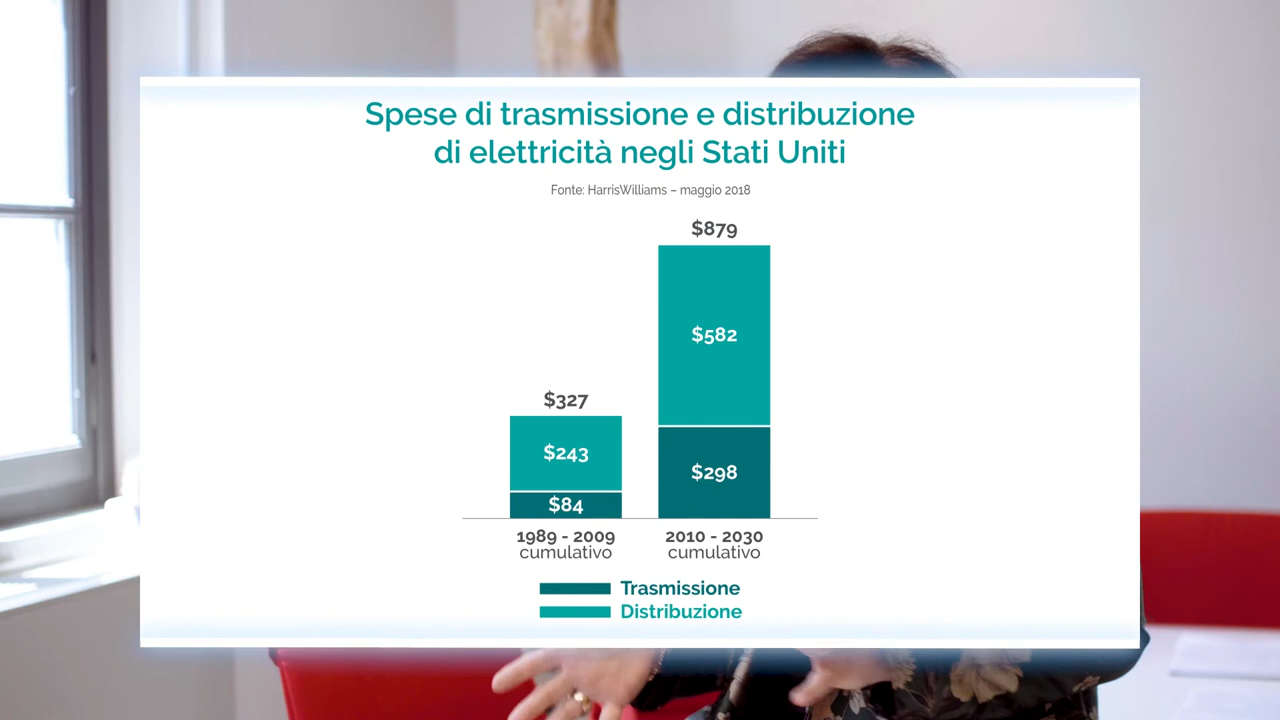 Spese di trasmissione e distribuzione
di elettricità negli Stati Uniti
Fonte: HarrisWilliams – maggio 2018
$879
$582
$327
$243
$298
$84
1989 - 2009 2010 - 2030
cumulativo cumulativo
Trasmissione
Distribuzione